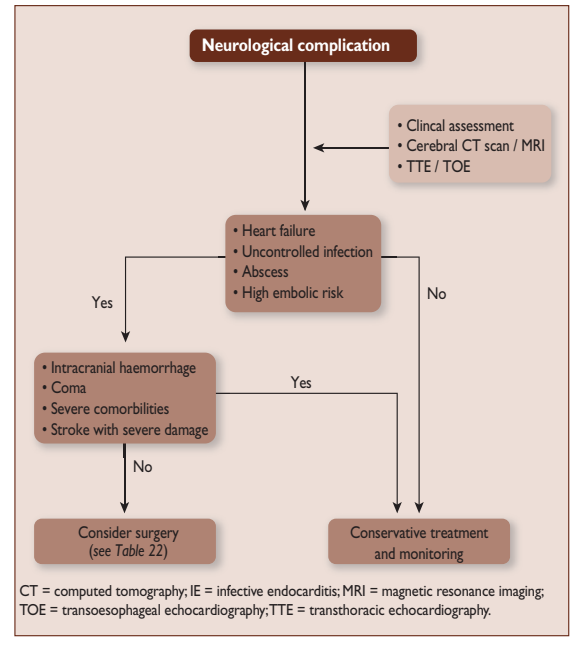 Neurological complication
• Clincal assessment
• Cerebral CT scan / MRI
• TTE / TOE
• Heart failure
• Uncontrolled infection
• Abscess
• High embolic risk
Yes
No
• Intracranial haemorrhage
• Coma
• Severe comorbilities
• Stroke with severe damage
Yes
No
Consider surgery
(see Table 22)
Conservative treatment
and monitoring
CT = computed tomography; IE = infective endocarditis; MRI = magnetic resonance imaging;
TOE = transoesophageal echocardiography; TTE = transthoracic echocardiography.